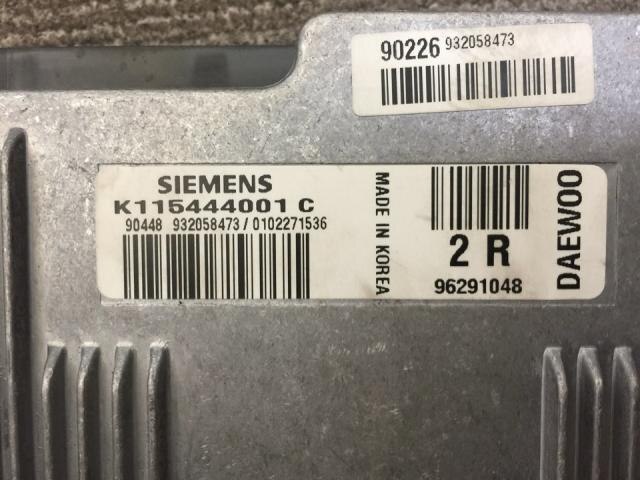 90226 932058473
SIEMENS
K115444001 C
90448 932058473 / 0102271536
MADE IN KOREA
2 R
96291048
DAEWOO